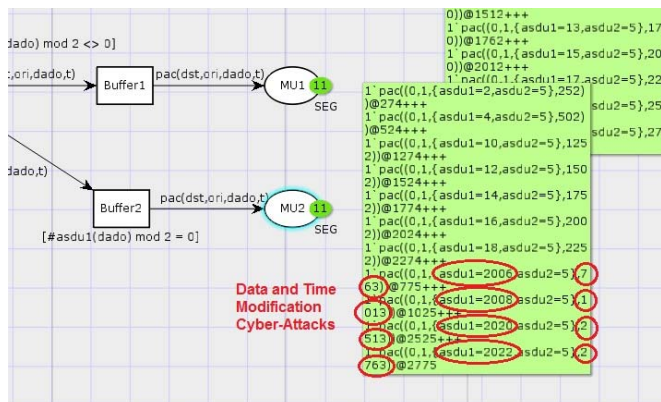 0))@1512+++
1`pac((0,1,{asdu1=13,asdu2=5},17
0))@1762+++
1`pac((0,1,{asdu1=15,asdu2=5},20
0))@2012+++
1`pac((0,1,{asdu1=17,asdu2=5},22
sdu2=5},25
sdu2=5},27
dado) mod 2 <> 0]
t,ori,dado,t)
Buffer1
pac(dst,ori,dado,t)
MU1
11
SEG
dado,t)
Buffer2
pac(dst,ori,dado,t)
MU2
11
SEG
[#asdu1(dado) mod 2 = 0]
1`pac((0,1,{asdu1=2,asdu2=5},252)
)@274+++
1`pac((0,1,{asdu1=4,asdu2=5},502)
)@524+++
1`pac((0,1,{asdu1=10,asdu2=5},125
2))@1274+++
1`pac((0,1,{asdu1=12,asdu2=5},150
2))@1524+++
1`pac((0,1,{asdu1=14,asdu2=5},175
2))@1774+++
1`pac((0,1,{asdu1=16,asdu2=5},200
2))@2024+++
1`pac((0,1,{asdu1=18,asdu2=5},225
2))@2274+++
1`pac((0,1,{asdu1=2006,asdu2=5},7
63))@775+++
1`pac((0,1,{asdu1=2008,asdu2=5},1
013))@1025+++
1`pac((0,1,{asdu1=2020,asdu2=5},2
513))@2525+++
1`pac((0,1,{asdu1=2022,asdu2=5},2
763))@2775
Data and Time
Modification
Cyber-Attacks